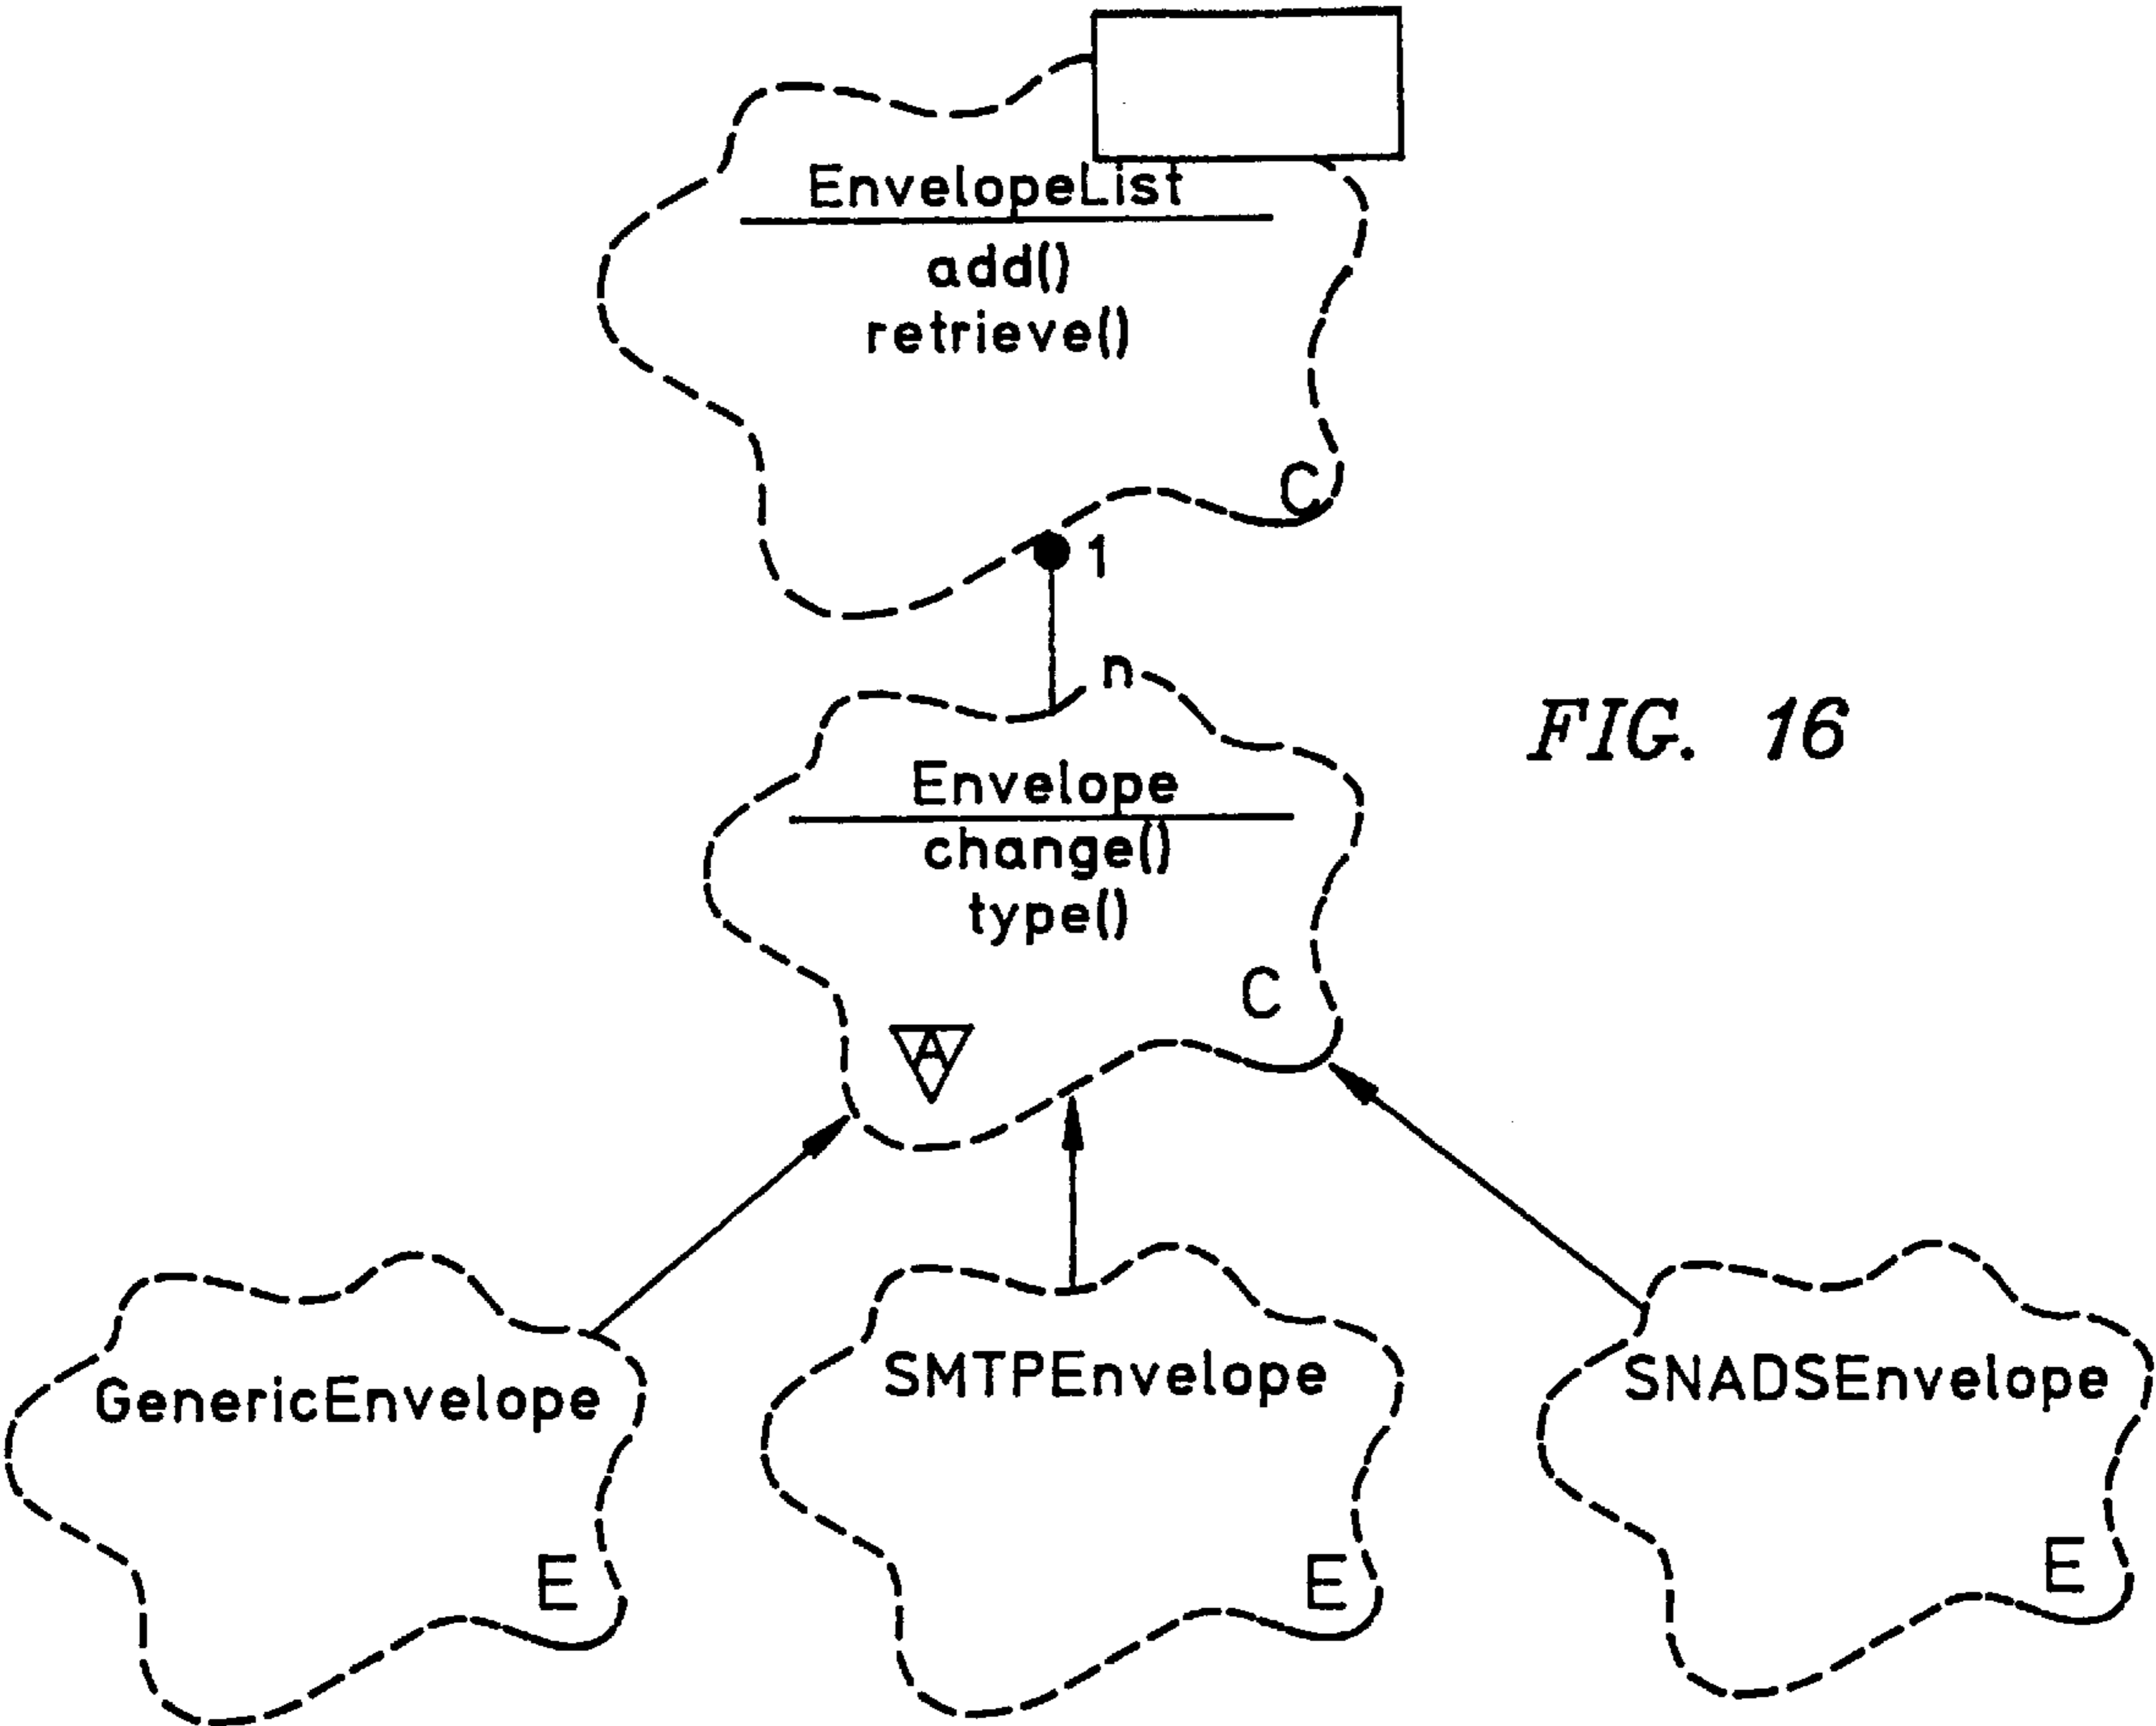 EnvelopeList
add()
retrieve()
C
1
n
Envelope
change()
type()
C
A
FIG. 16
GenericEnvelope
E
SMTPEnvelope
E
SNADSEnvelope
E